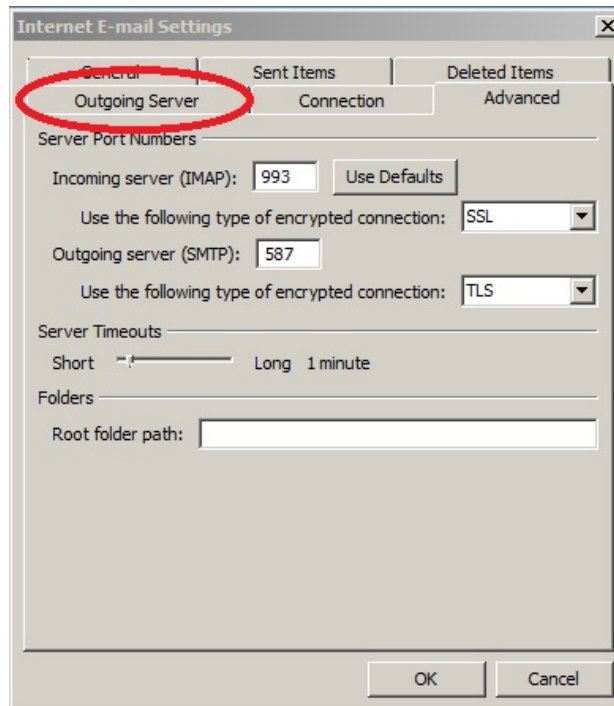 Internet E-mail Settings
General Sent Items Deleted Items
Outgoing Server Connection Advanced
Server Port Numbers
Incoming server (IMAP): 993 Use Defaults
Use the following type of encrypted connection: SSL
Outgoing server (SMTP): 587
Use the following type of encrypted connection: TLS
Server Timeouts
Short Long 1 minute
Folders
Root folder path:
OK Cancel